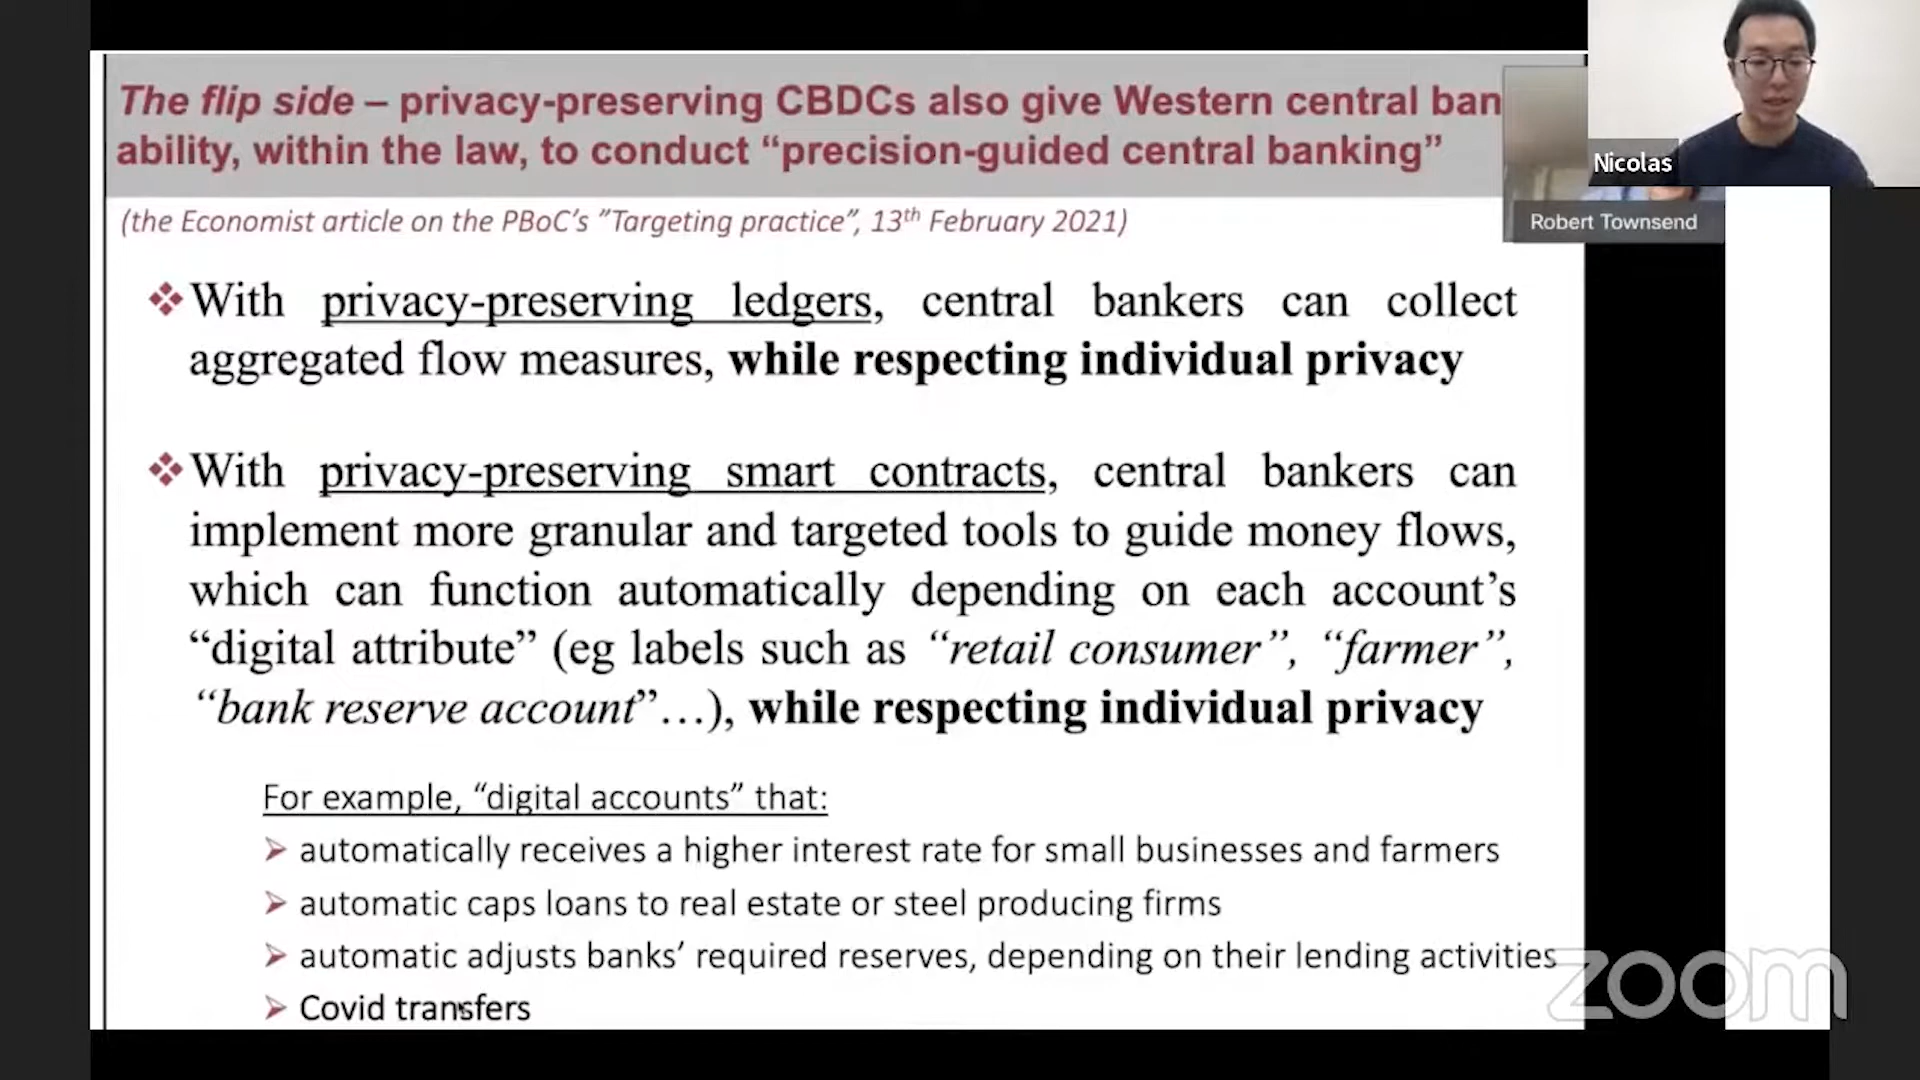 The flip side – privacy-preserving CBDCs also give Western central ban
ability, within the law, to conduct “precision-guided central banking”
(the Economist article on the PBoC’s ”Targeting practice”, 13th February 2021)
Nicolas
Robert Townsend
❖With privacy-preserving ledgers, central bankers can collect
aggregated flow measures, while respecting individual privacy
❖With privacy-preserving smart contracts, central bankers can
implement more granular and targeted tools to guide money flows,
which can function automatically depending on each account’s
“digital attribute” (eg labels such as “retail consumer”, “farmer”,
“bank reserve account”…), while respecting individual privacy
For example, “digital accounts” that:
➢ automatically receives a higher interest rate for small businesses and farmers
➢ automatic caps loans to real estate or steel producing firms
➢ automatic adjusts banks’ required reserves, depending on their lending activities
➢ Covid transfers
zoom